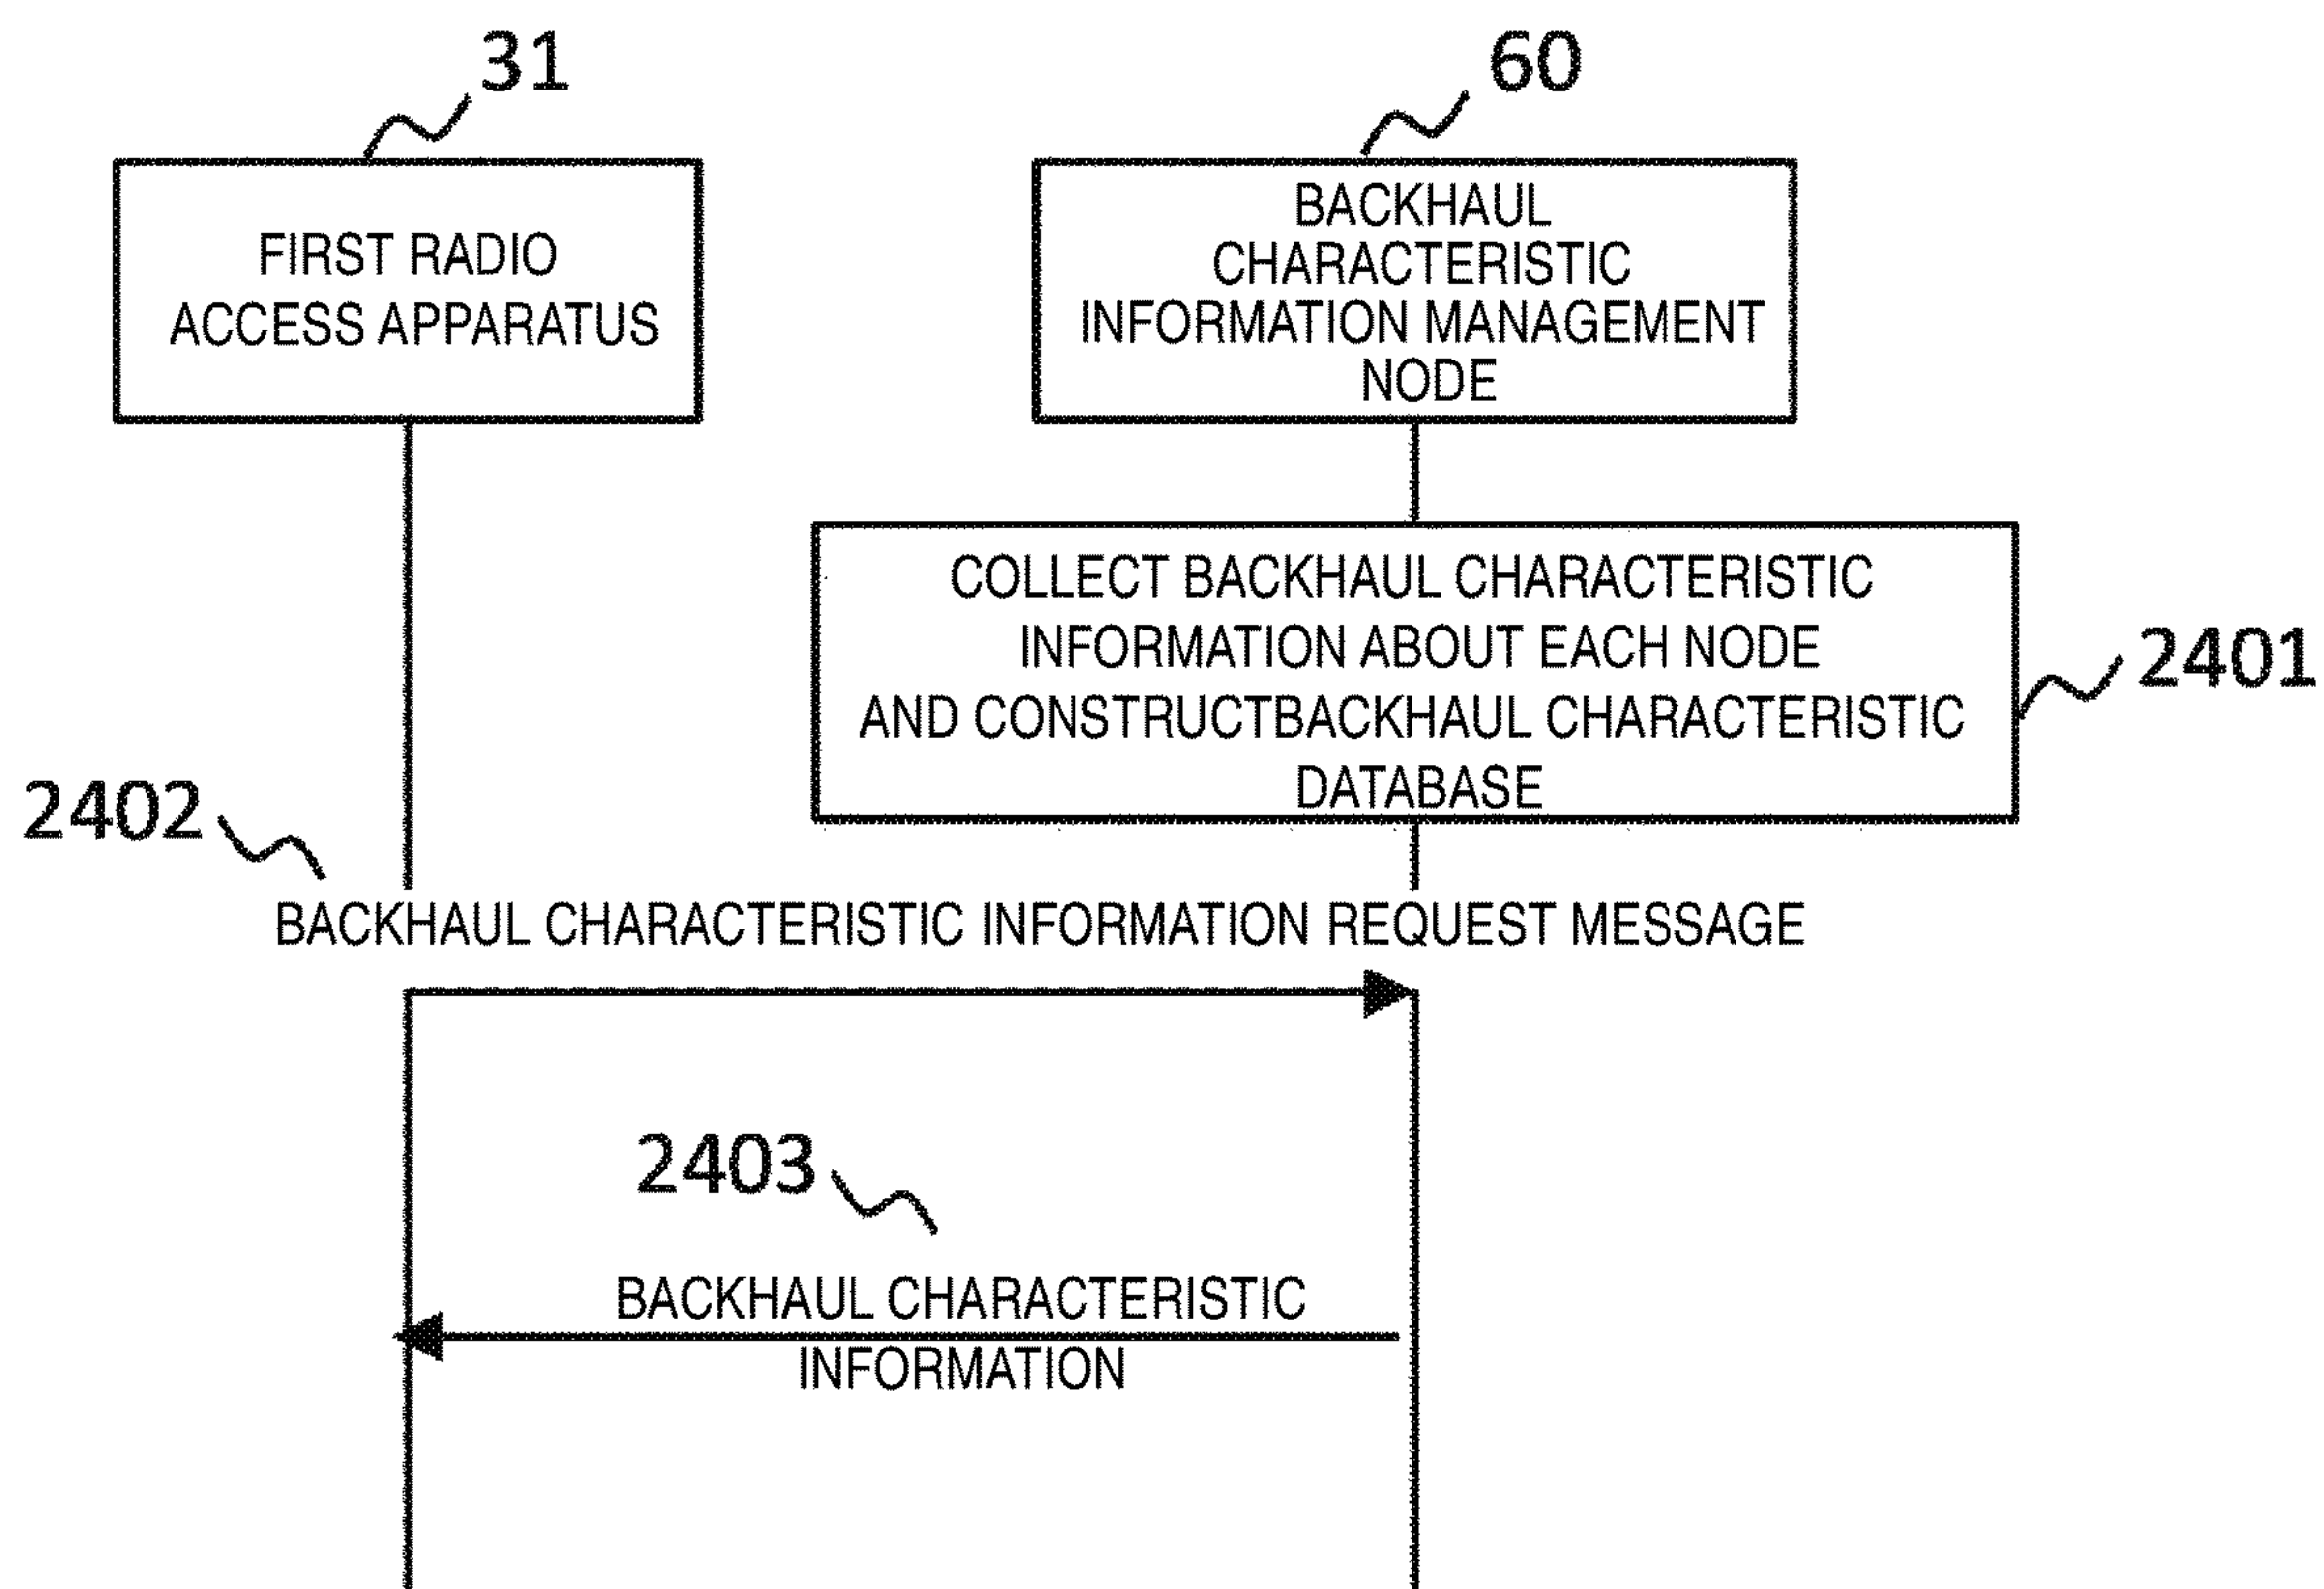 31
60
FIRST RADIO
ACCESS APPARATUS
BACKHAUL
CHARACTERISTIC
INFORMATION MANAGEMENT
NODE
COLLECT BACKHAUL CHARACTERISTIC
INFORMATION ABOUT EACH NODE
AND CONSTRUCTBACKHAUL CHARACTERISTIC
DATABASE
2401
2402
BACKHAUL CHARACTERISTIC INFORMATION REQUEST MESSAGE
2403
BACKHAUL CHARACTERISTIC
INFORMATION